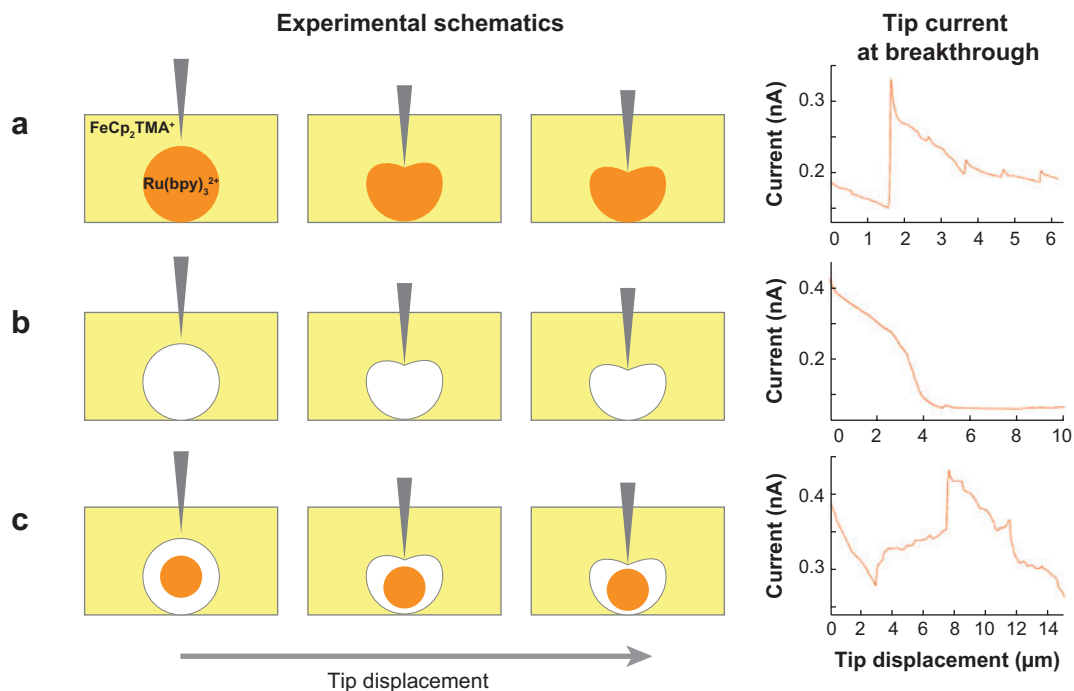 Experimental schematics
Tip current
at breakthrough
a
FeCp₂TMA⁺
Ru(bpy)₃²⁺
Current (nA)
0.3
0.2
0 1 2 3 4 5 6
b
Current (nA)
0.4
0.2
0 2 4 6 8 10
c
Current (nA)
0.4
0.3
0 2 4 6 8 10 12 14
Tip displacement
Tip displacement (µm)